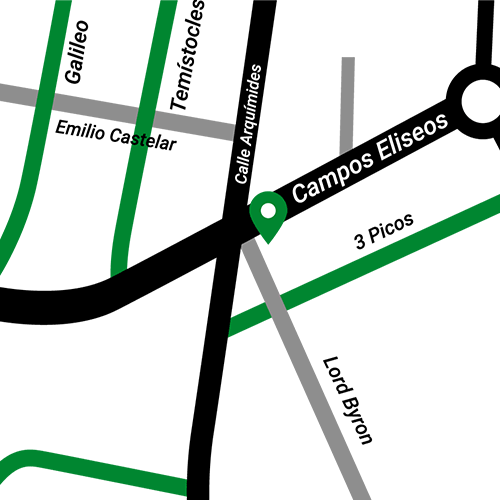 Galileo
Temístocles
Emilio Castelar
Calle Arquímides
Campos Eliseos
3 Picos
Lord Byron